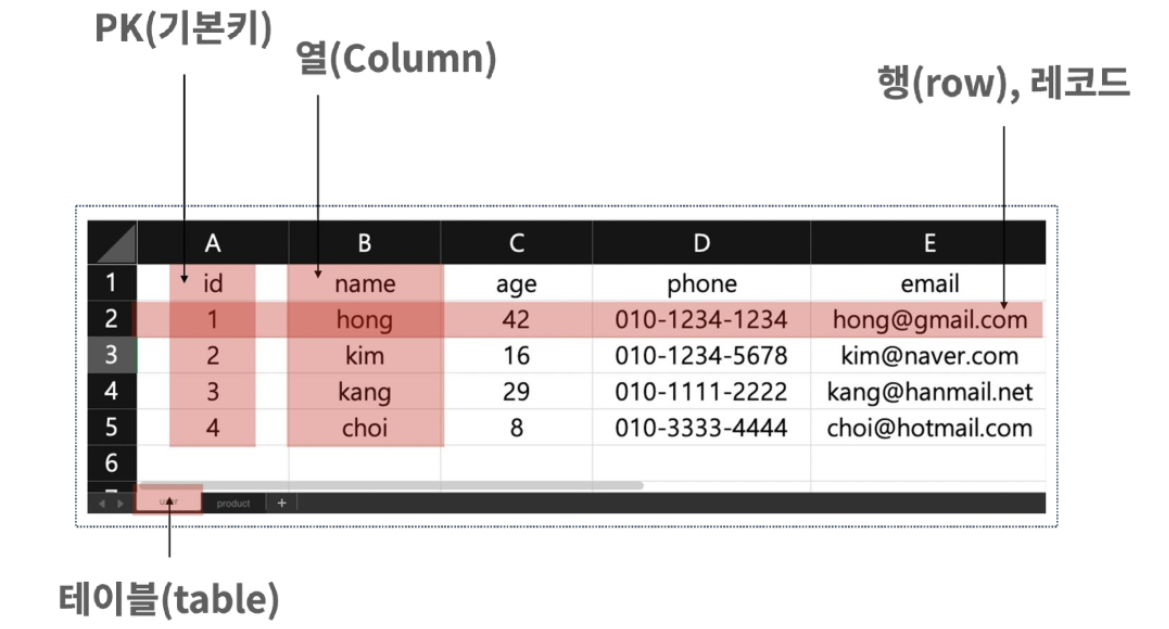 PK(기본키)
열(Column)
행(row), 레코드
A B C D E
1 id name age phone email
2 1 hong 42 010-1234-1234 hong@gmail.com
3 2 kim 16 010-1234-5678 kim@naver.com
4 3 kang 29 010-1111-2222 kang@hanmail.net
5 4 choi 8 010-3333-4444 choi@hotmail.com
6
product +
테이블(table)